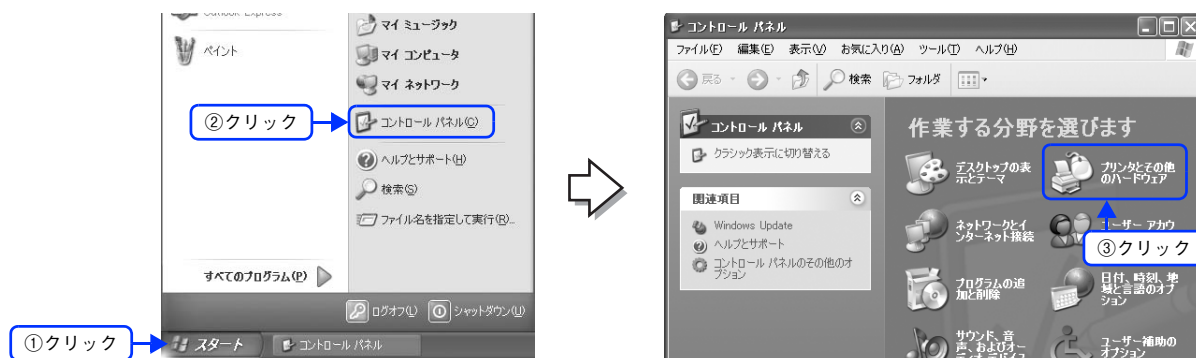 マイ ミュージック
ペイント
マイ コンピュータ
マイ ネットワーク
②クリック
コントロール パネル(C)
ヘルプとサポート(H)
検索(S)
ファイル名を指定して実行(R)...
すべてのプログラム(P)
ログオフ(L)
シャットダウン(U)
①クリック
スタート
コントロール パネル
コントロール パネル
ファイル(F) 編集(E) 表示(V) お気に入り(A) ツール(T) ヘルプ(H)
戻る
検索
フォルダ
コントロール パネル
クラシック表示に切り替える
関連項目
Windows Update
ヘルプとサポート
コントロール パネルのその他のオ
プション
作業する分野を選びます
デスクトップの表
示とテーマ
プリンタとその他
のハードウェア
ネットワークとイ
ンターネット接続
ユーザー アカウ
③クリック
プログラムの追
加と削除
日付、時刻、地
域と言語のオプ
ション
サウンド、音
声、およびオー
ユーザー補助の
オプション